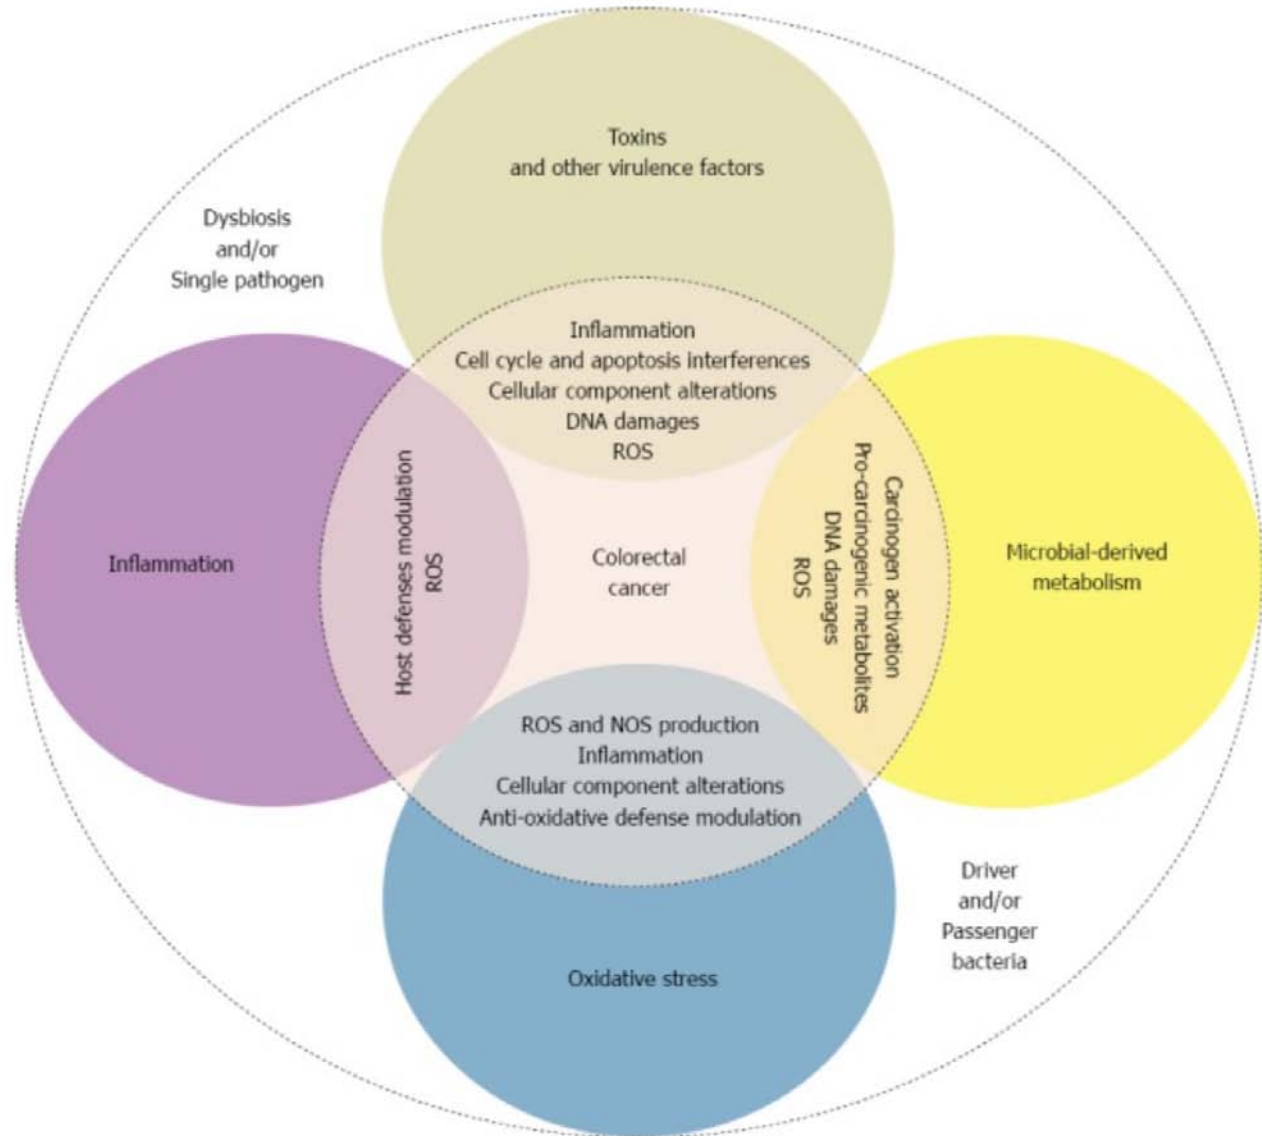 Toxins
and other virulence factors
Dysbiosis
and/or
Single pathogen
Inflammation
Cell cycle and apoptosis interferences
Cellular component alterations
DNA damages
ROS
Inflammation
Host defenses modulation
ROS
Colorectal
cancer
Carcinogen activation
Pro-carcinogenic metabolites
DNA damages
ROS
Microbial-derived
metabolism
ROS and NOS production
Inflammation
Cellular component alterations
Anti-oxidative defense modulation
Driver
and/or
Passenger
bacteria
Oxidative stress